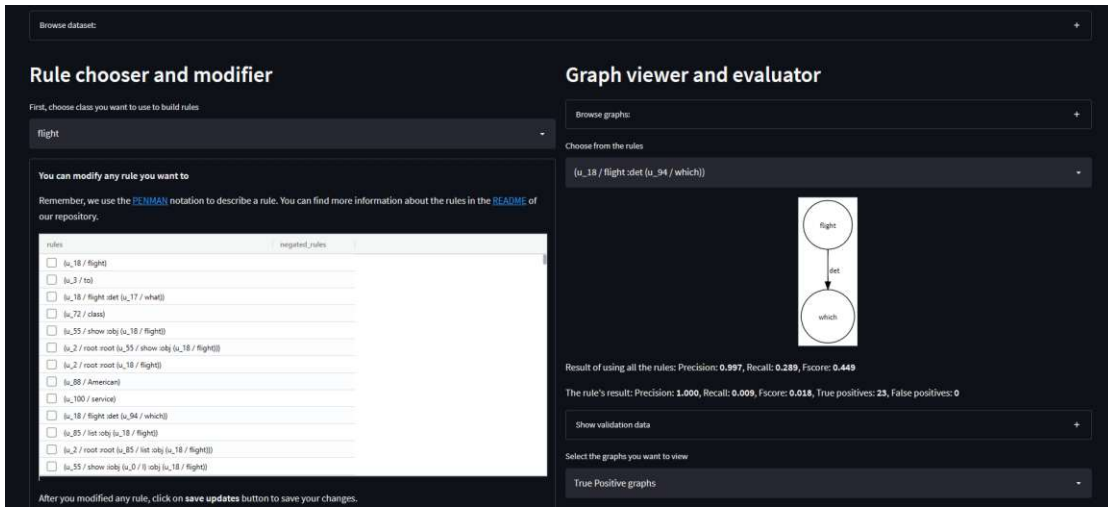 Browse dataset:
+
Rule chooser and modifier
First, choose class you want to use to build rules
flight
You can modify any rule you want to
Remember, we use the PENMAN notation to describe a rule. You can find more information about the rules in the README of
our repository.
rules negated_rules
(u_18 / flight)
(u_3 / to)
(u_18 / flight :det (u_17 / what))
(u_72 / class)
(u_55 / show :obj (u_18 / flight))
(u_2 / root :root (u_55 / show :obj (u_18 / flight)))
(u_2 / root :root (u_18 / flight))
(u_88 / American)
(u_100 / service)
(u_18 / flight :det (u_94 / which))
(u_85 / list :obj (u_18 / flight))
(u_2 / root :root (u_85 / list :obj (u_18 / flight)))
(u_55 / show :iobj (u_0 / I) :obj (u_18 / flight))
After you modified any rule, click on save updates button to save your changes.
Graph viewer and evaluator
Browse graphs:
+
Choose from the rules
(u_18 / flight :det (u_94 / which))
flight
det
which
Result of using all the rules: Precision: 0.997, Recall: 0.289, Fscore: 0.449
The rule's result: Precision: 1.000, Recall: 0.009, Fscore: 0.018, True positives: 23, False positives: 0
Show validation data
+
Select the graphs you want to view
True Positive graphs